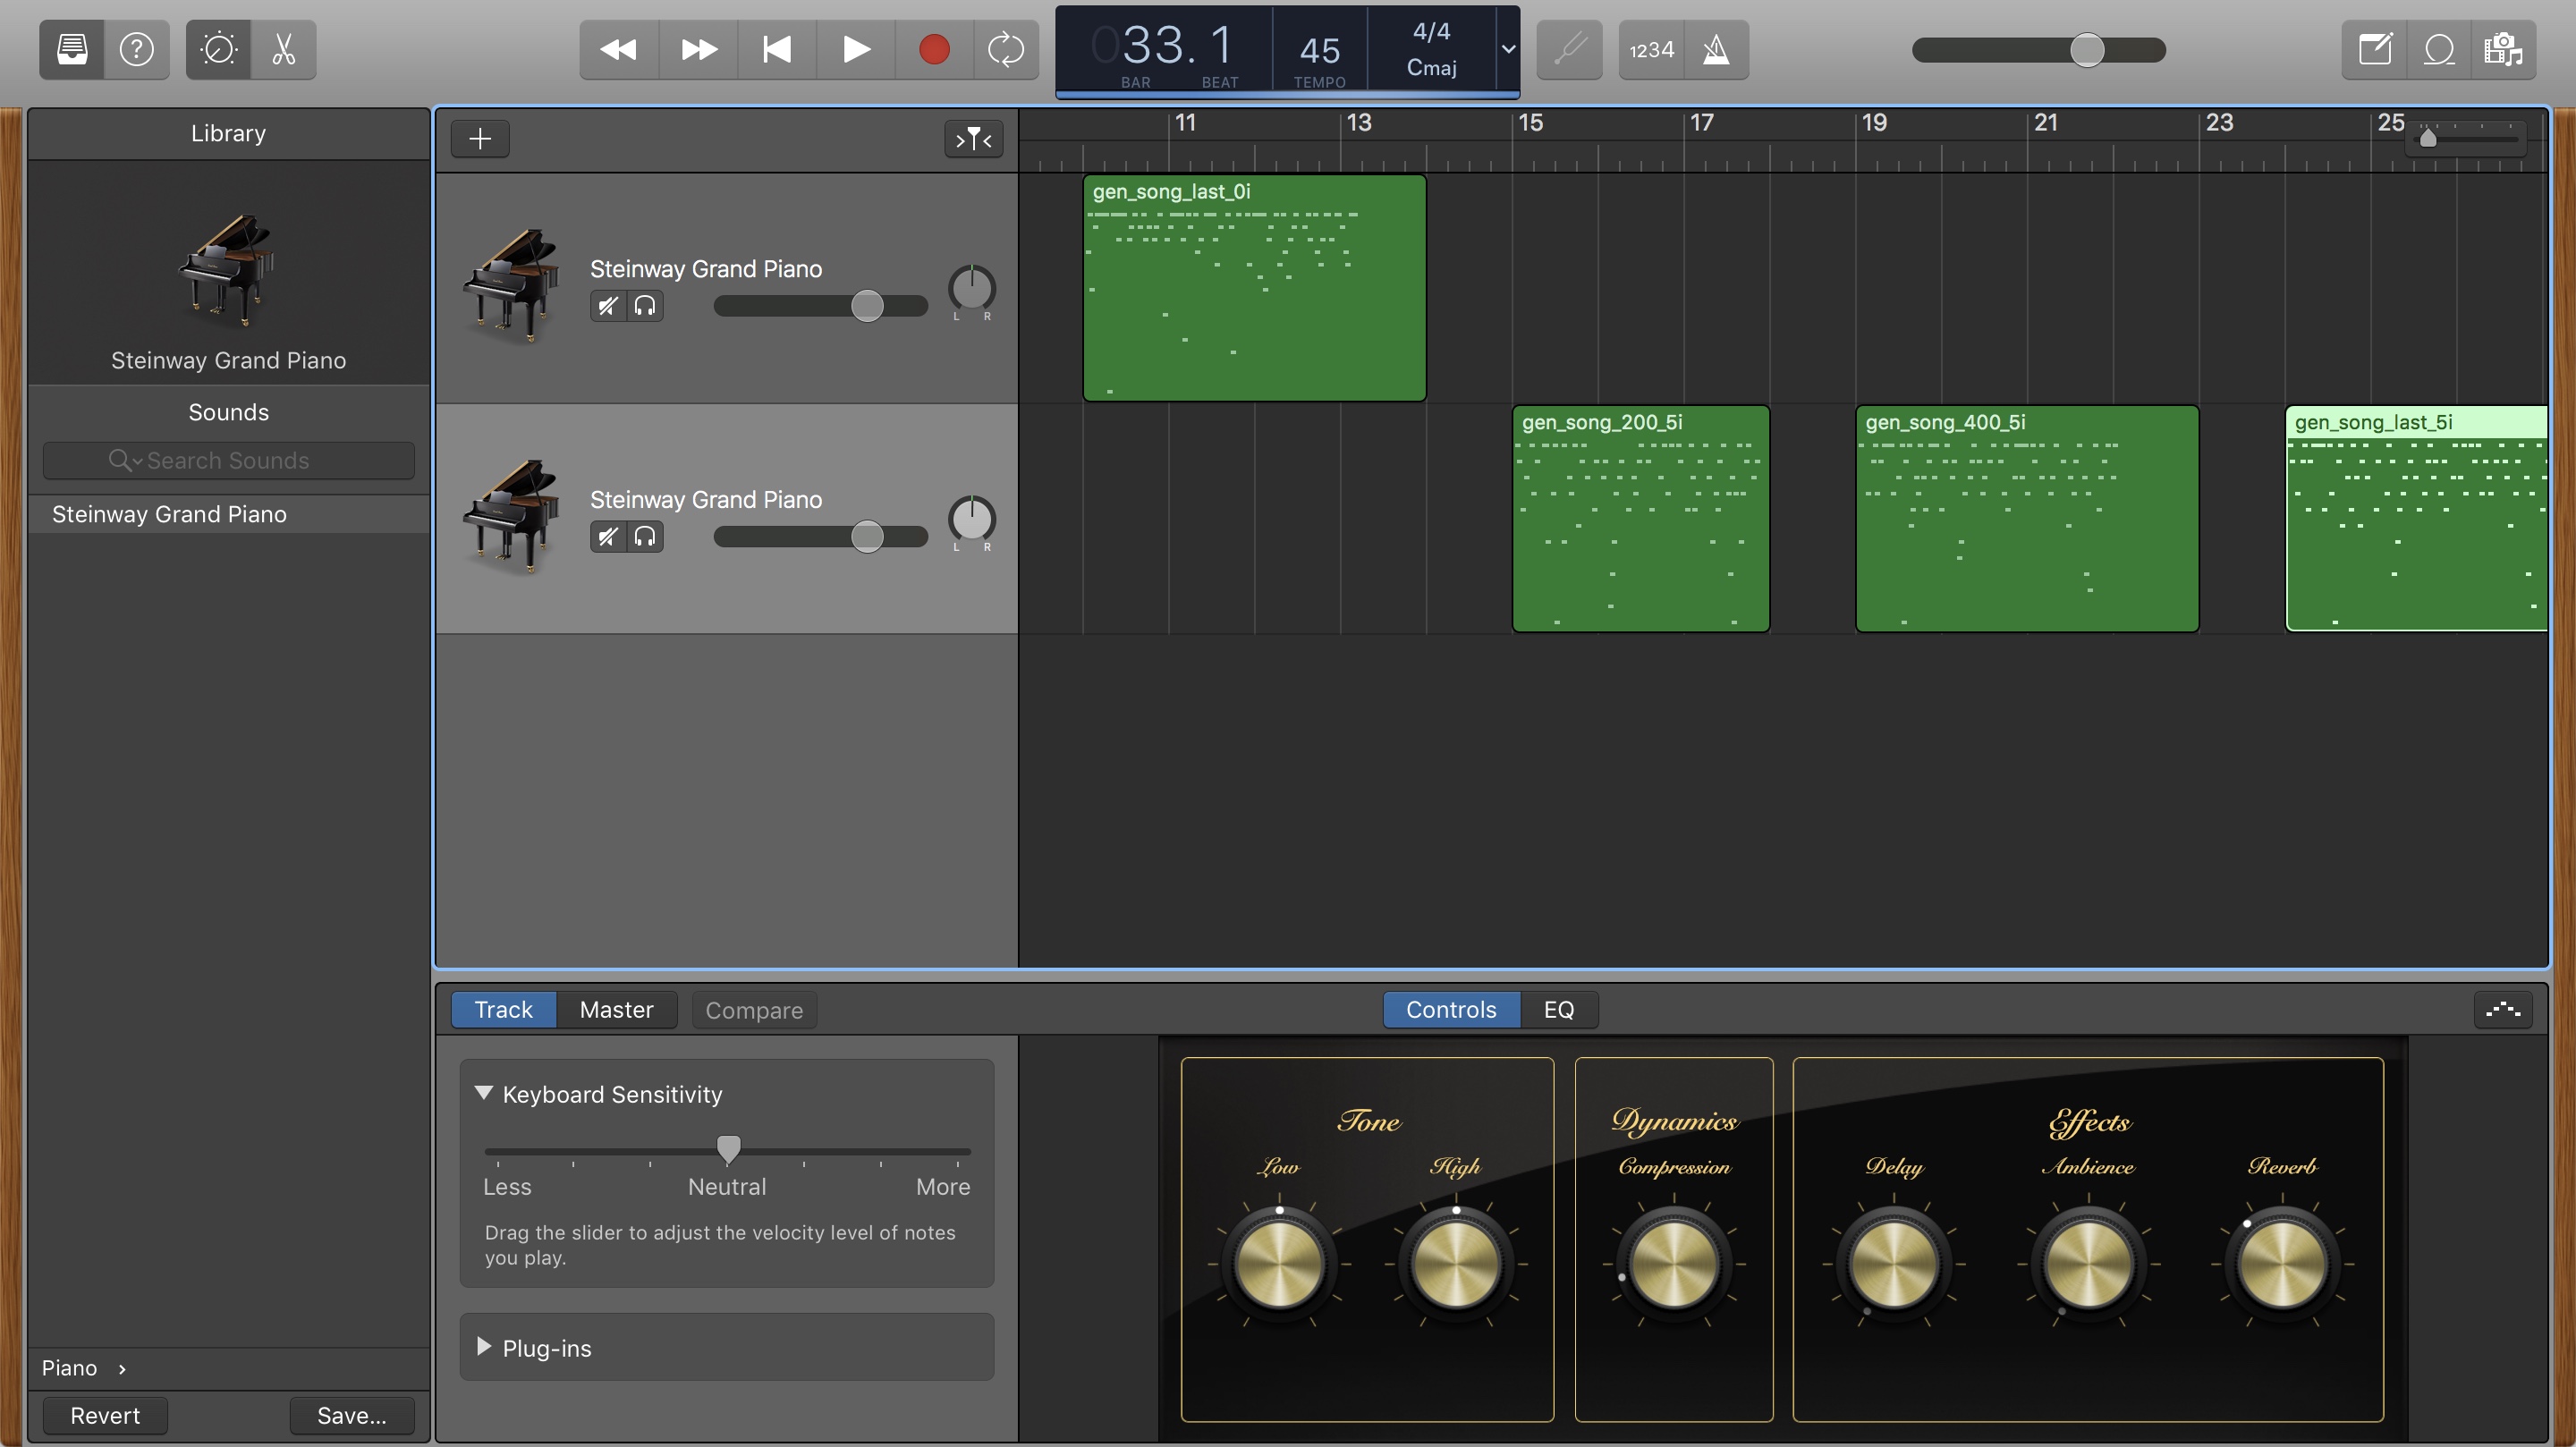 033. 1
BAR
BEAT
45
TEMPO
4/4
Cmaj
1234
Library
Steinway Grand Piano
Sounds
Search Sounds
Steinway Grand Piano
Piano
Revert
Save...
11
13
15
17
19
21
23
25
Steinway Grand Piano
L R
gen_song_last_0i
Steinway Grand Piano
L R
gen_song_200_5i
gen_song_400_5i
gen_song_last_5i
Track
Master
Compare
Controls
EQ
Keyboard Sensitivity
Less
Neutral
More
Drag the slider to adjust the velocity level of notes
you play.
Plug-ins
Tone
Low
High
Dynamics
Compression
Effects
Delay
Ambience
Reverb